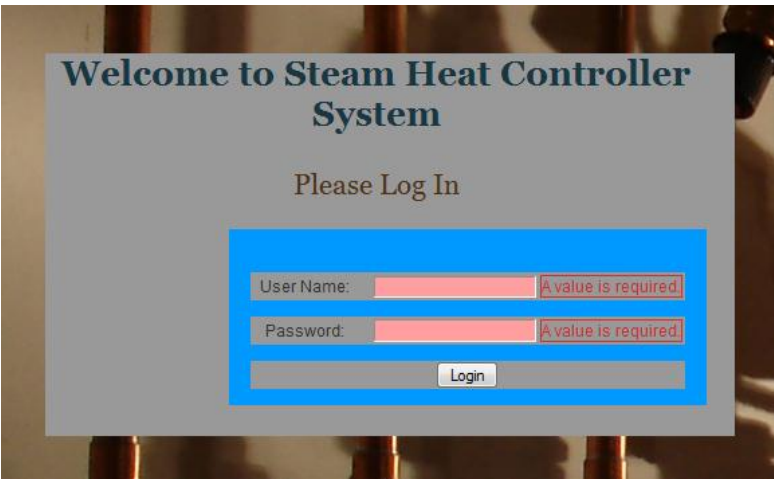 Welcome to Steam Heat Controller
System
Please Log In
User Name: A value is required.
Password: A value is required.
Login